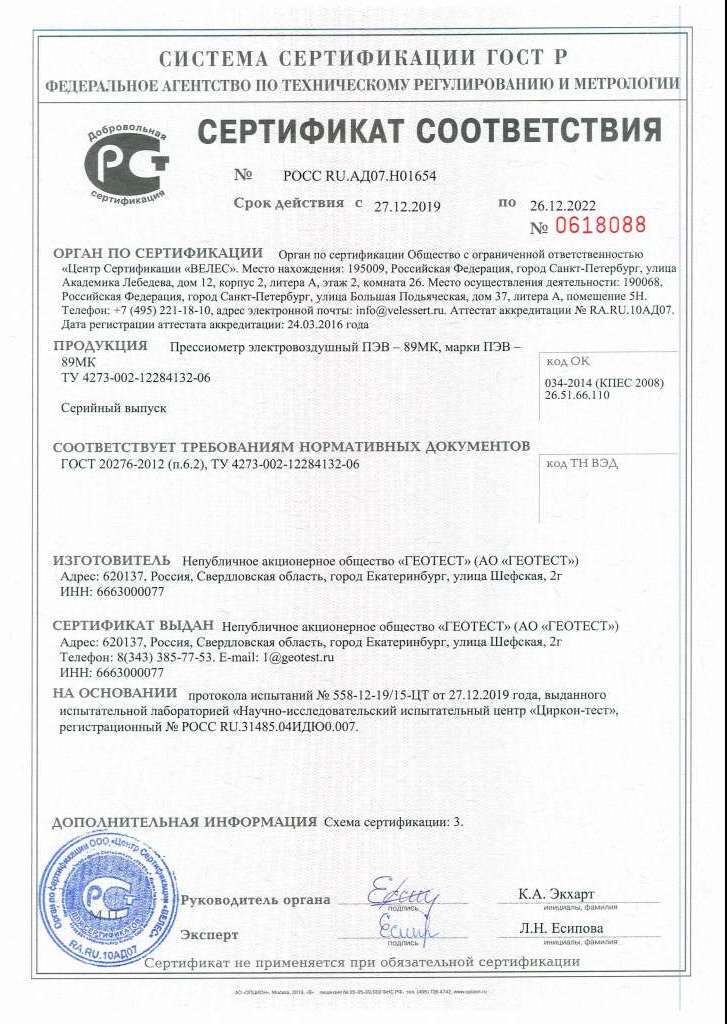 СИСТЕМА СЕРТИФИКАЦИИ ГОСТ Р
ФЕДЕРАЛЬНОЕ АГЕНТСТВО ПО ТЕХНИЧЕСКОМУ РЕГУЛИРОВАНИЮ И МЕТРОЛОГИИ
Добровольная
РСТ
сертификация
СЕРТИФИКАТ СООТВЕТСТВИЯ
№ РОСС RU.АД07.Н01654
Срок действия с 27.12.2019 по 26.12.2022
№ 0618088
ОРГАН ПО СЕРТИФИКАЦИИ Орган по сертификации Общество с ограниченной ответственностью
«Центр Сертификации «ВЕЛЕС». Место нахождения: 195009, Российская Федерация, город Санкт-Петербург, улица
Академика Лебедева, дом 12, корпус 2, литера А, этаж 2, комната 26. Место осуществления деятельности: 190068,
Российская Федерация, город Санкт-Петербург, улица Большая Подьяческая, дом 37, литера А, помещение 5Н.
Телефон: +7 (495) 221-18-10, адрес электронной почты: info@velessert.ru. Аттестат аккредитации № RA.RU.10АД07.
Дата регистрации аттестата аккредитации: 24.03.2016 года
ПРОДУКЦИЯ Прессиометр электровоздушный ПЭВ – 89МК, марки ПЭВ –
89МК
ТУ 4273-002-12284132-06
Серийный выпуск
код ОК
034-2014 (КПЕС 2008)
26.51.66.110
СООТВЕТСТВУЕТ ТРЕБОВАНИЯМ НОРМАТИВНЫХ ДОКУМЕНТОВ
ГОСТ 20276-2012 (п.6.2), ТУ 4273-002-12284132-06
код ТН ВЭД
ИЗГОТОВИТЕЛЬ Непубличное акционерное общество «ГЕОТЕСТ» (АО «ГЕОТЕСТ»)
Адрес: 620137, Россия, Свердловская область, город Екатеринбург, улица Шефская, 2г
ИНН: 6663000077
СЕРТИФИКАТ ВЫДАН Непубличное акционерное общество «ГЕОТЕСТ» (АО «ГЕОТЕСТ»)
Адрес: 620137, Россия, Свердловская область, город Екатеринбург, улица Шефская, 2г
Телефон: 8(343) 385-77-53. E-mail: 1@geotest.ru
ИНН: 6663000077
НА ОСНОВАНИИ протокола испытаний № 558-12-19/15-ЦТ от 27.12.2019 года, выданного
испытательной лабораторией «Научно-исследовательский испытательный центр «Циркон-тест»,
регистрационный № РОСС RU.31485.04ИДЮ0.007.
ДОПОЛНИТЕЛЬНАЯ ИНФОРМАЦИЯ Схема сертификации: 3.
Орган по сертификации ООО «Центр Сертификации «ВЕЛЕС»
RA.RU.10АД07
М.П.
Руководитель органа
подпись
К.А. Экхарт
инициалы, фамилия
Эксперт
подпись
Л.Н. Есипова
инициалы, фамилия
Сертификат не применяется при обязательной сертификации